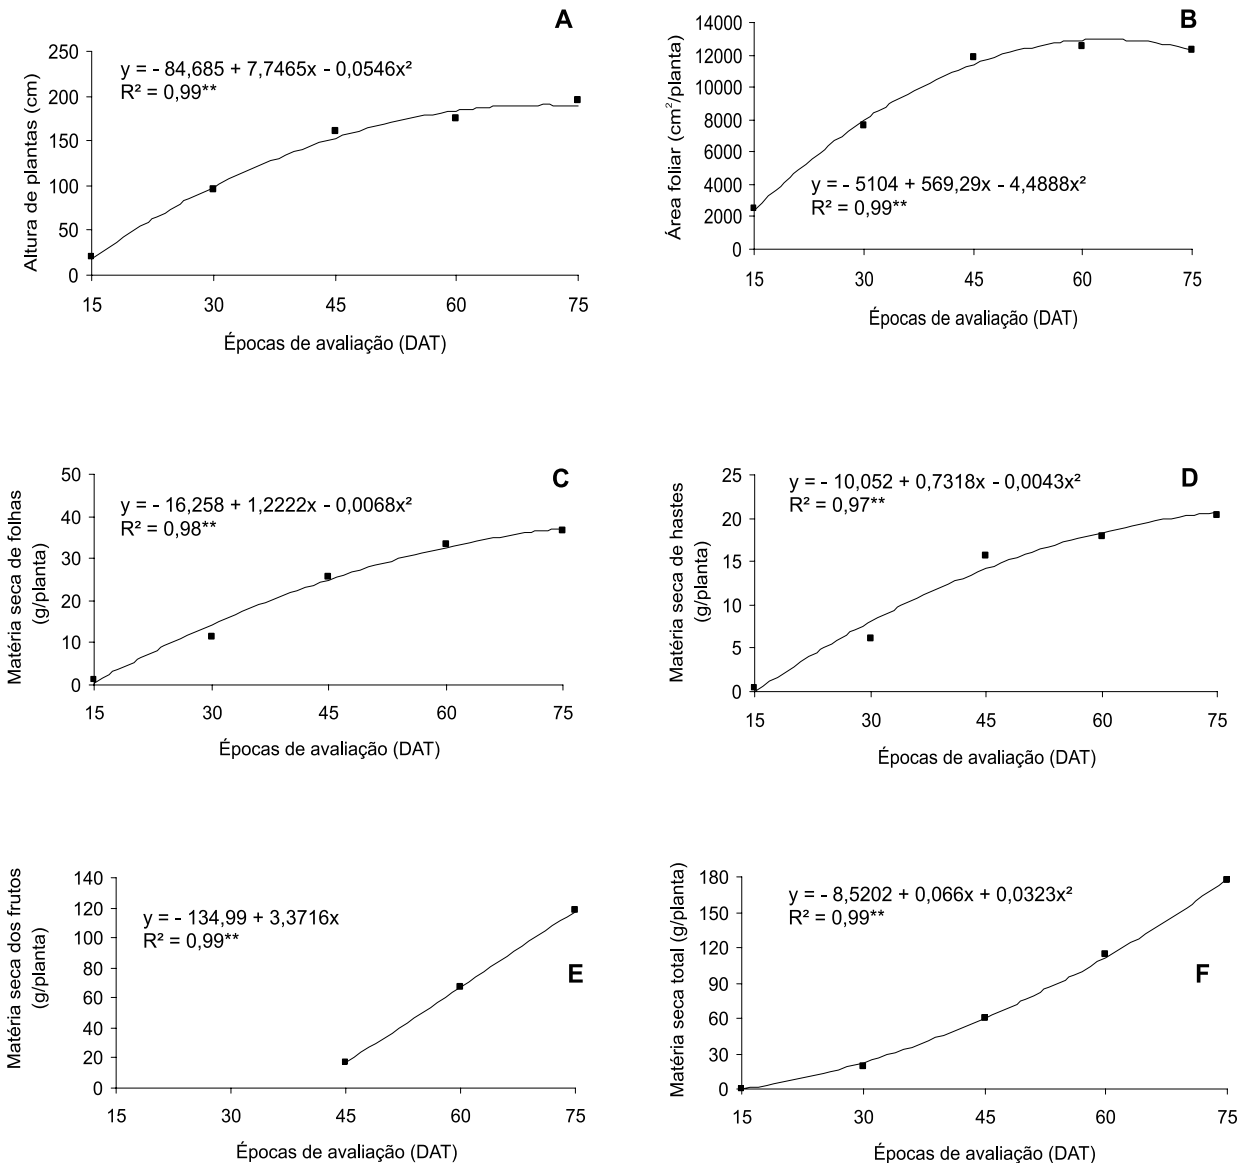 A
250
200
150
100
50
0
y = - 84,685 + 7,7465x - 0,0546x²
R² = 0,99**
Altura de plantas (cm)
15 30 45 60 75
Épocas de avaliação (DAT)
B
14000
12000
10000
8000
6000
4000
2000
0
y = - 5104 + 569,29x - 4,4888x²
R² = 0,99**
Área foliar (cm²/planta)
15 30 45 60 75
Épocas de avaliação (DAT)
C
50
40
30
20
10
0
y = - 16,258 + 1,2222x - 0,0068x²
R² = 0,98**
Matéria seca de folhas
(g/planta)
15 30 45 60 75
Épocas de avaliação (DAT)
D
25
20
15
10
5
0
y = - 10,052 + 0,7318x - 0,0043x²
R² = 0,97**
Matéria seca de hastes
(g/planta)
15 30 45 60 75
Épocas de avaliação (DAT)
140
120
100
80
60
40
20
0
y = - 134,99 + 3,3716x
R² = 0,99**
E
Matéria seca dos frutos
(g/planta)
15 30 45 60 75
Épocas de avaliação (DAT)
180
150
120
90
60
30
0
y = - 8,5202 + 0,066x + 0,0323x²
R² = 0,99**
F
Matéria seca total (g/planta)
15 30 45 60 75
Épocas de avaliação (DAT)